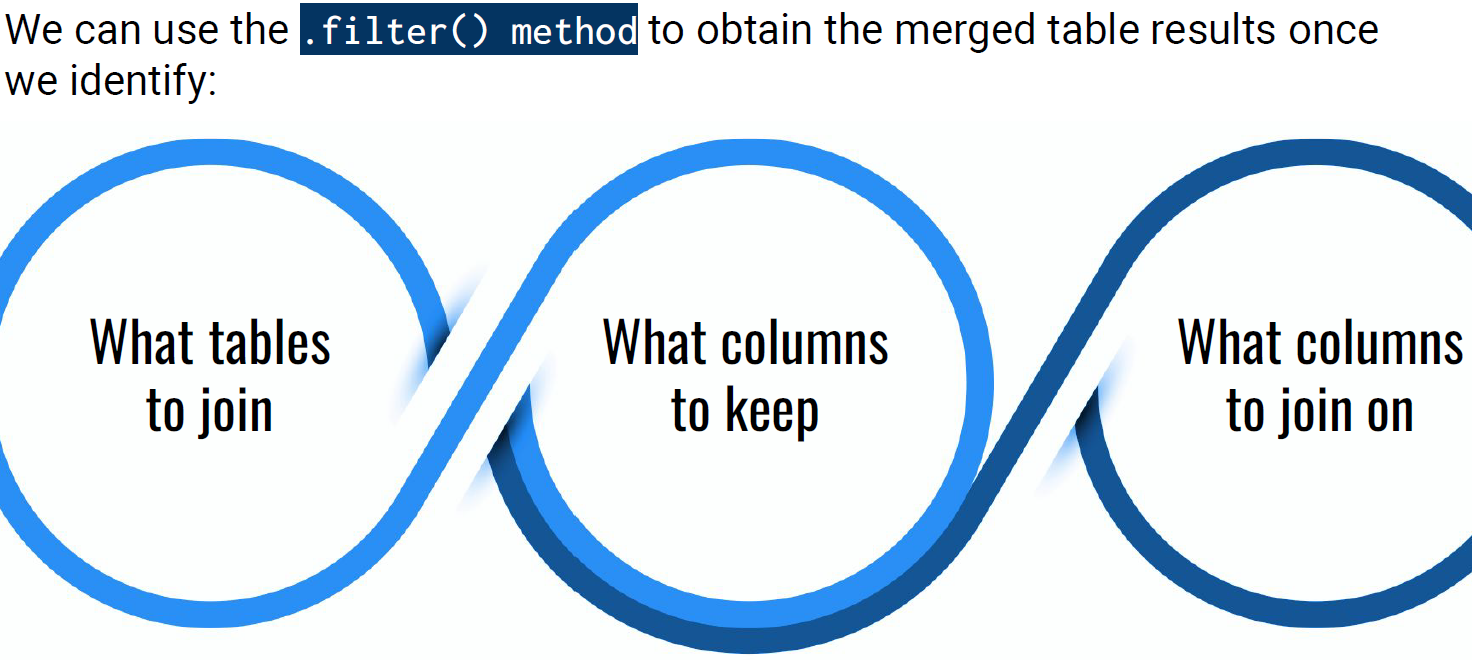 We can use the .filter() method to obtain the merged table results once
we identify:
What tables
to join
What columns
to keep
What columns
to join on